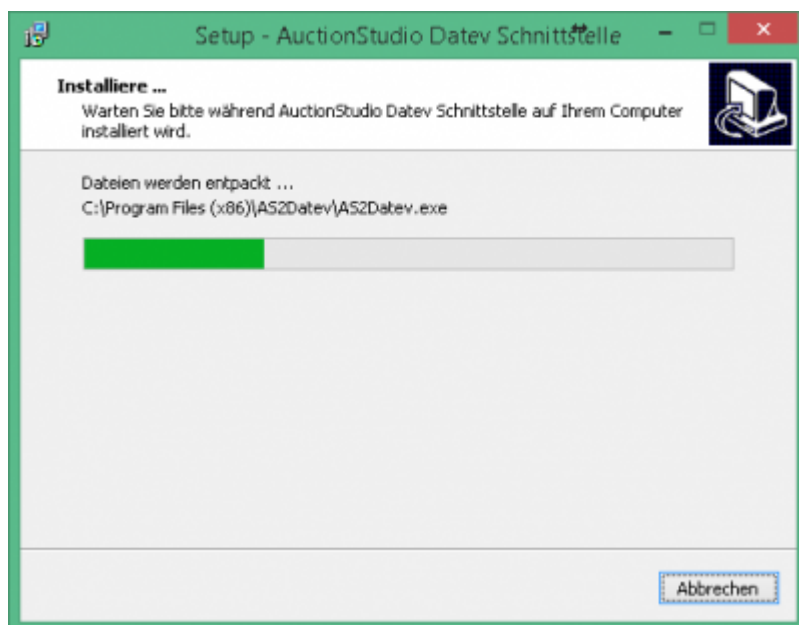 Setup - AuctionStudio Datev Schnittstelle
Installiere ...
Warten Sie bitte während AuctionStudio Datev Schnittstelle auf Ihrem Computer
installiert wird.
Dateien werden entpackt ...
C:\Program Files (x86)\AS2Datev\AS2Datev.exe
Abbrechen